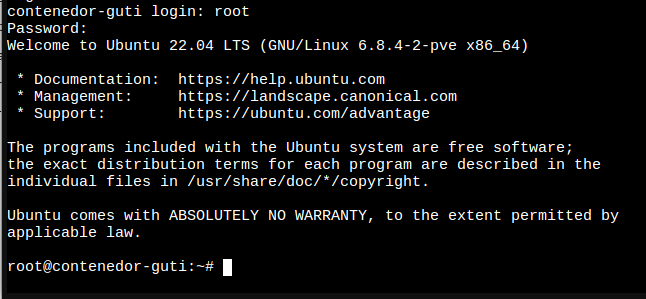 contenedor-guti login: root
Password:
Welcome to Ubuntu 22.04 LTS (GNU/Linux 6.8.4-2-pve x86_64)

 * Documentation:  https://help.ubuntu.com
 * Management:     https://landscape.canonical.com
 * Support:        https://ubuntu.com/advantage

The programs included with the Ubuntu system are free software;
the exact distribution terms for each program are described in the
individual files in /usr/share/doc/*/copyright.

Ubuntu comes with ABSOLUTELY NO WARRANTY, to the extent permitted by
applicable law.

root@contenedor-guti:~#